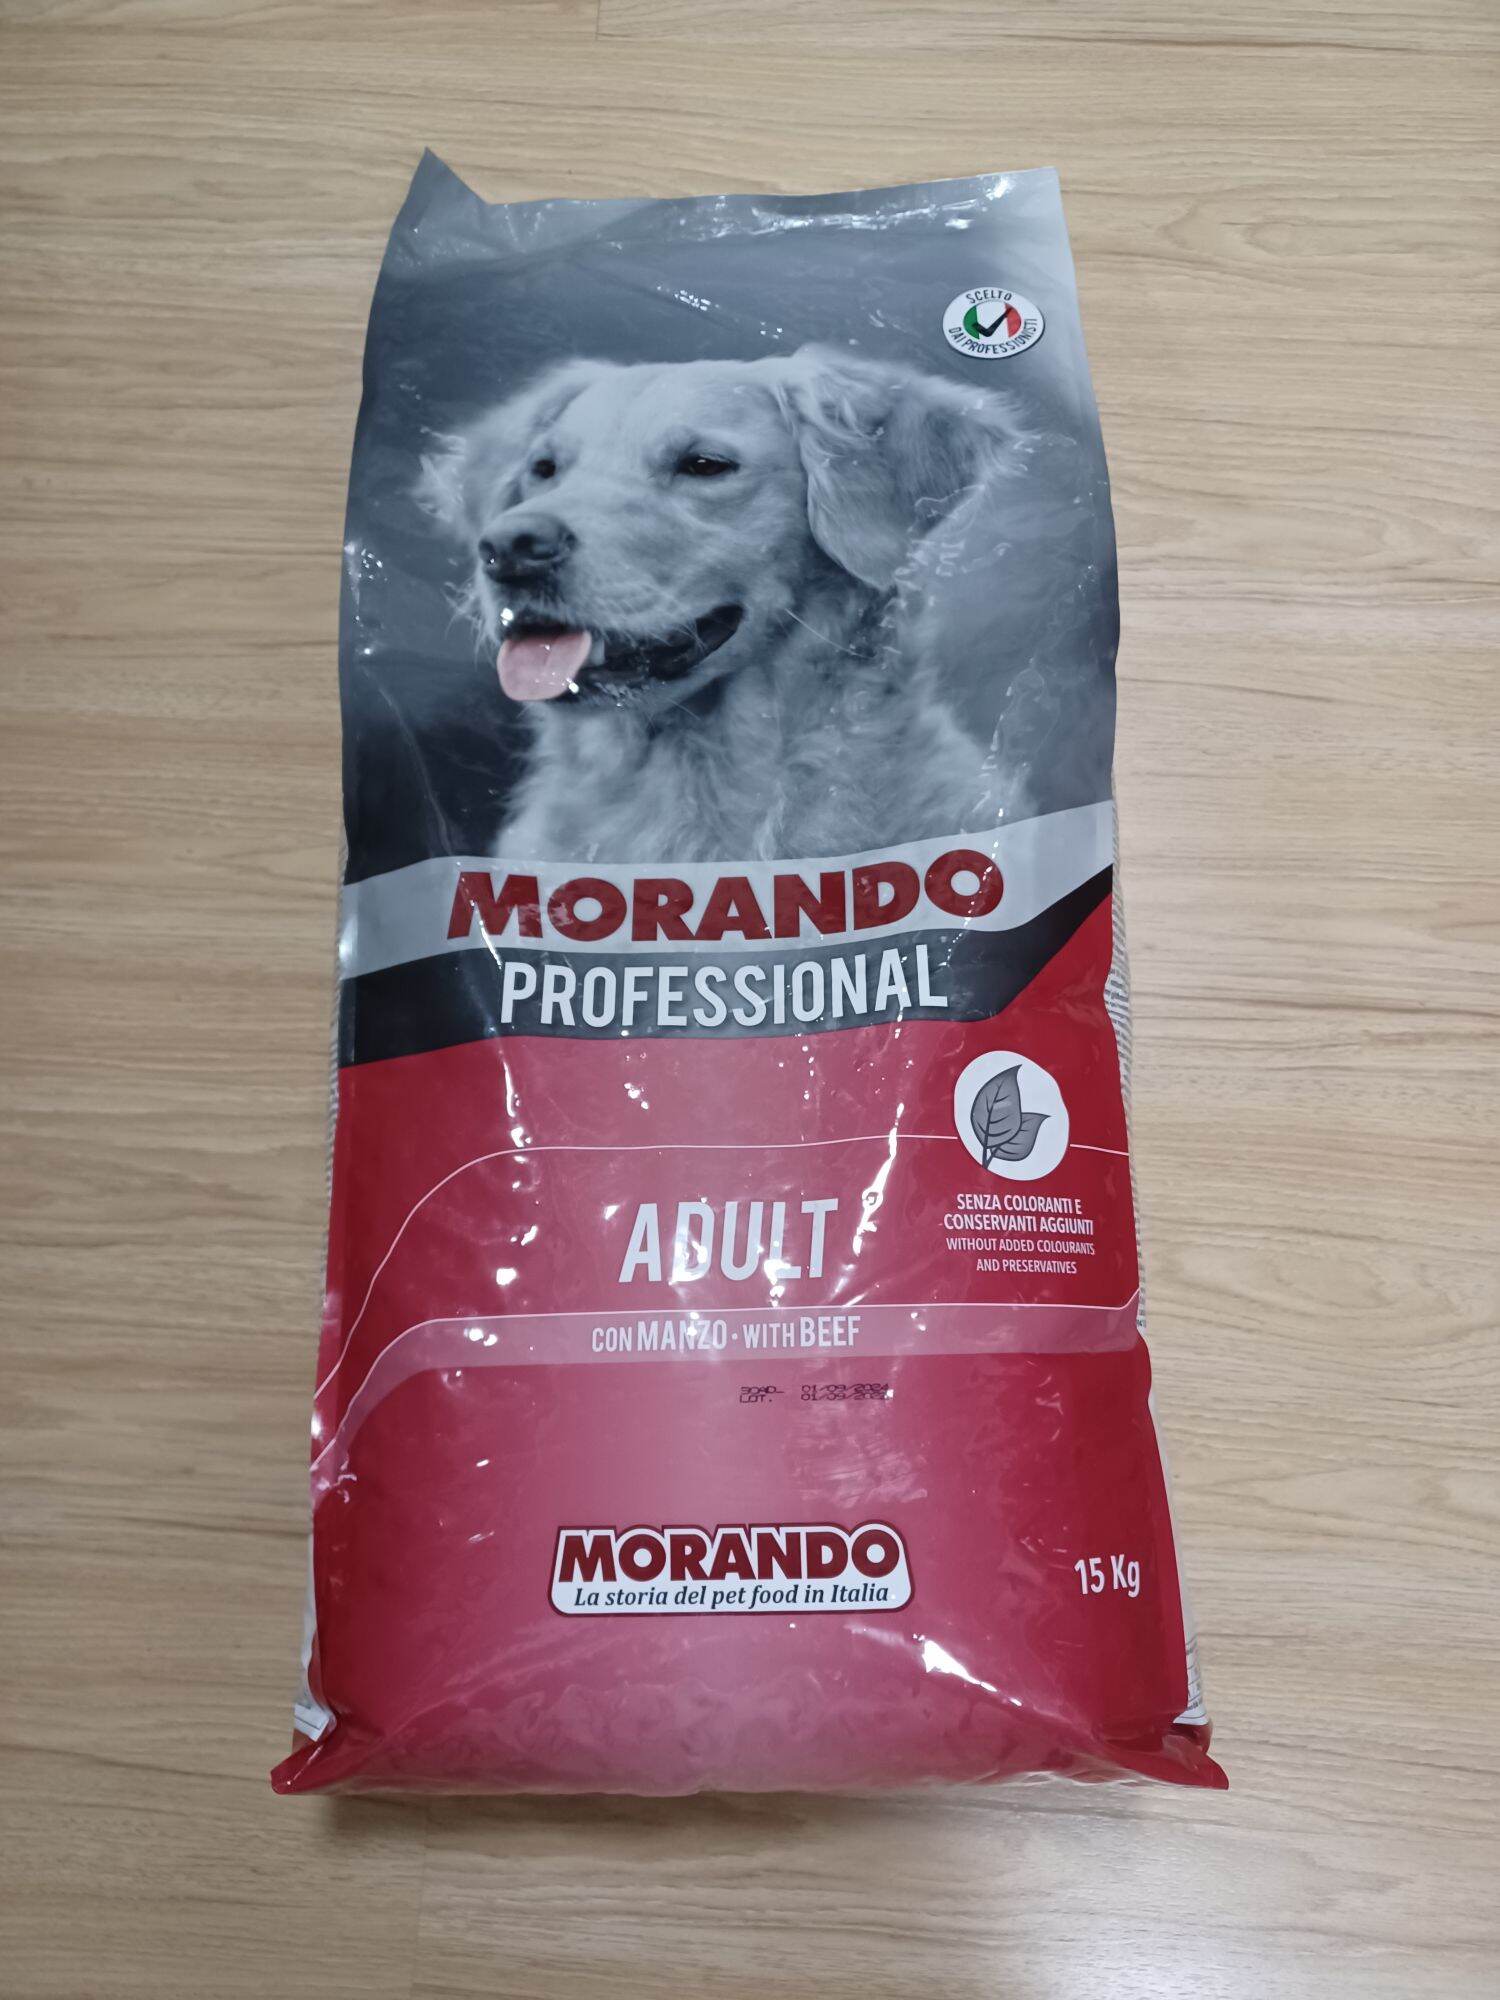 SCELTO
DAI PROFESSIONISTI
MORANDO
PROFESSIONAL
SENZA COLORANTI E
CONSERVANTI AGGIUNTI
WITHOUT ADDED COLOURANTS
AND PRESERVATIVES
ADULT
CON MANZO • WITH BEEF
LOT.
MORANDO
La storia del pet food in Italia
15 Kg